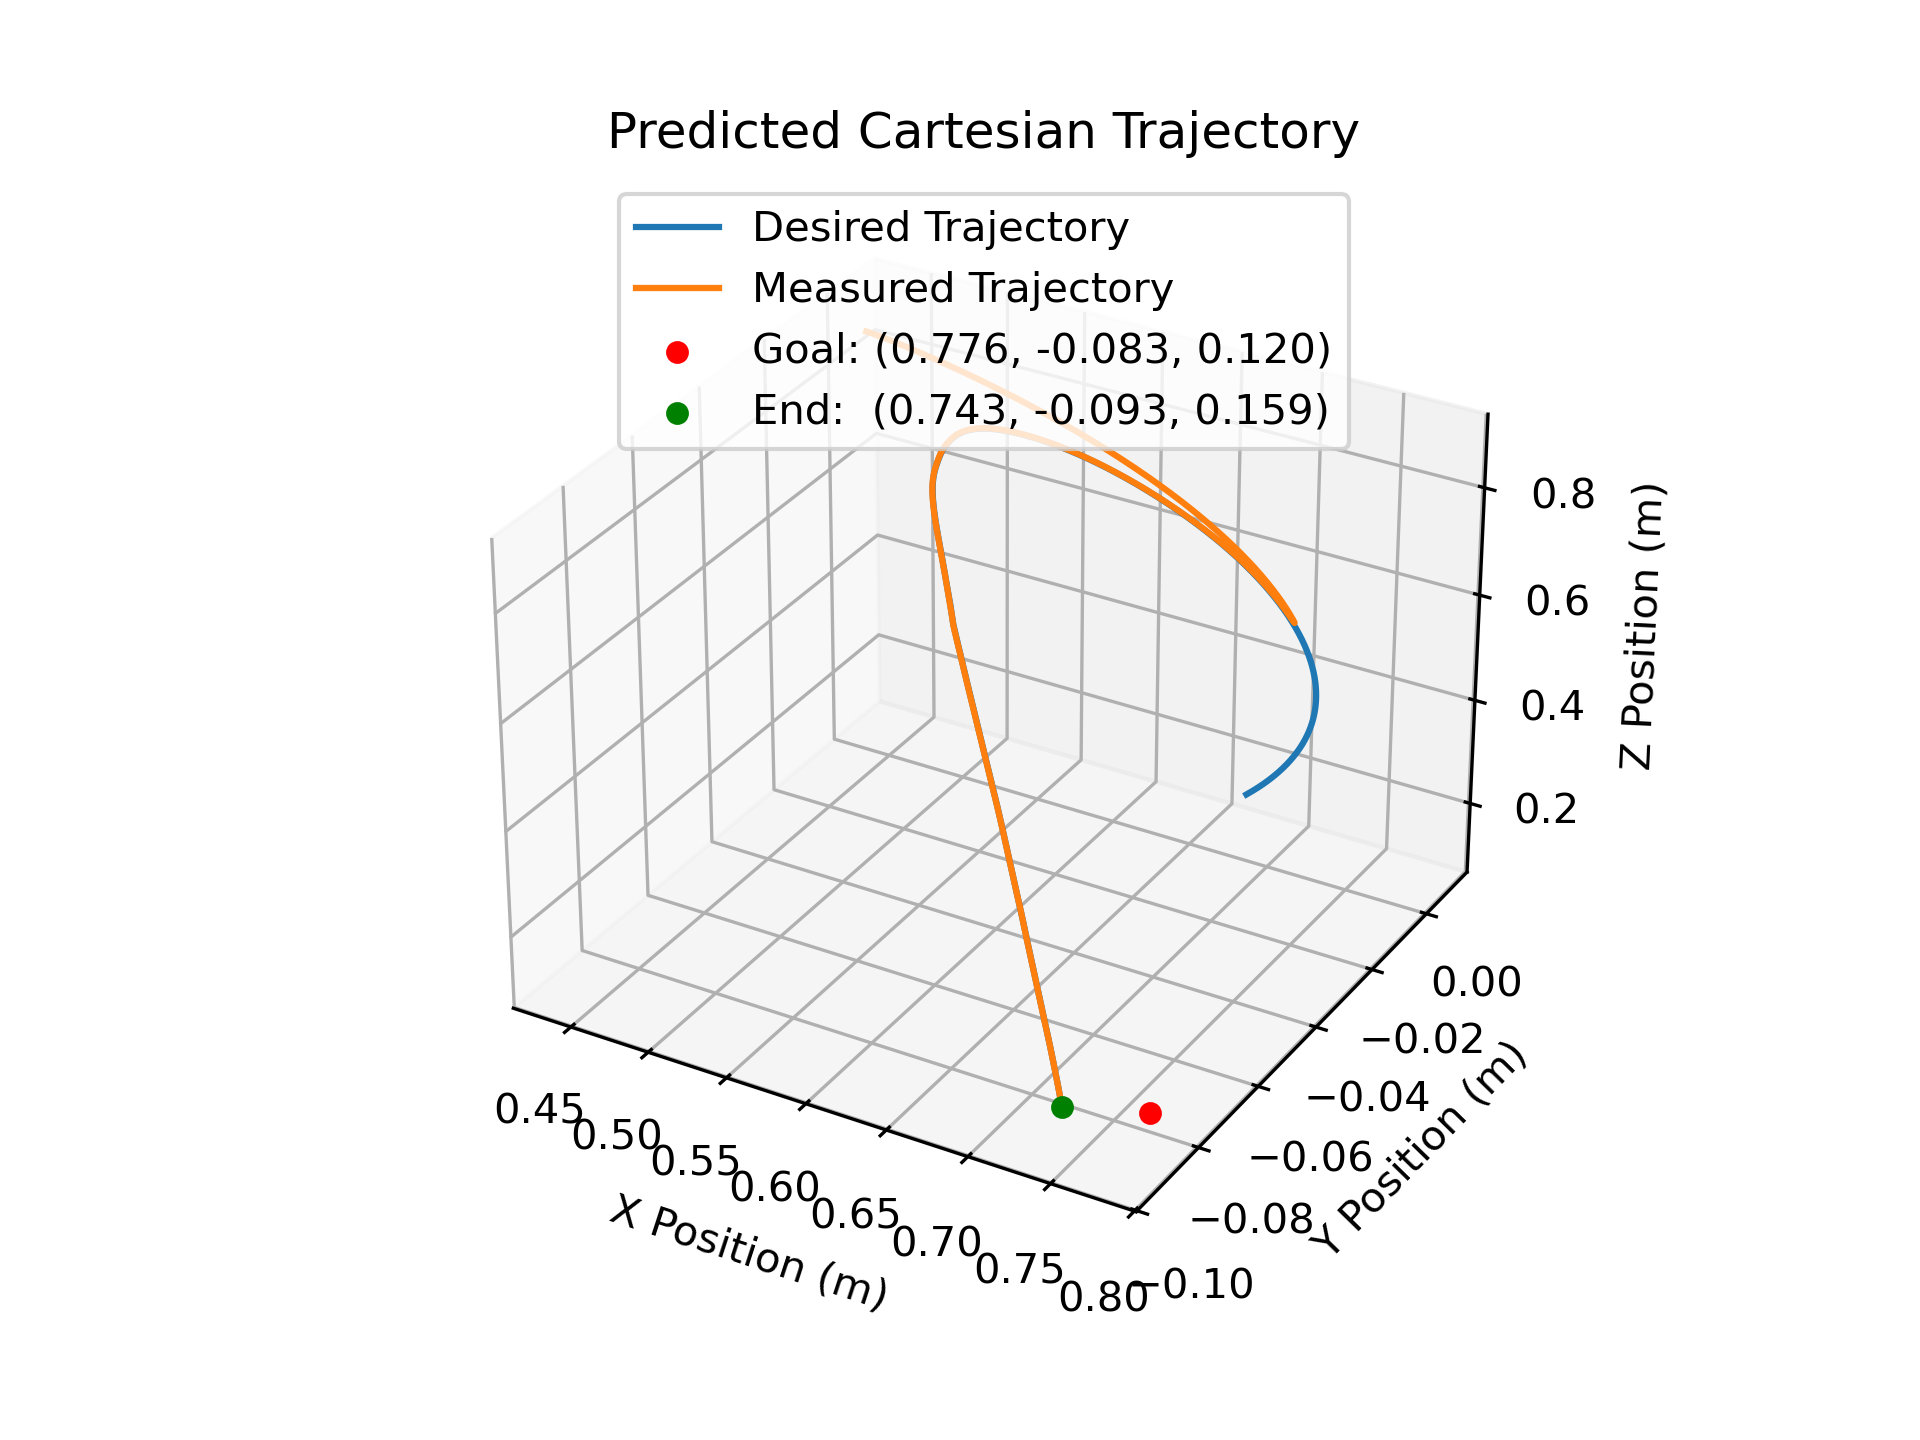 Predicted Cartesian Trajectory
Desired Trajectory
Measured Trajectory
Goal: (0.776, -0.083, 0.120)
End:  (0.743, -0.093, 0.159)
0.8
0.6
0.4
0.2
Z Position (m)
0.00
−0.02
−0.04
−0.06
−0.08
−0.10
Y Position (m)
0.45
0.50
0.55
0.60
0.65
0.70
0.75
0.80
X Position (m)